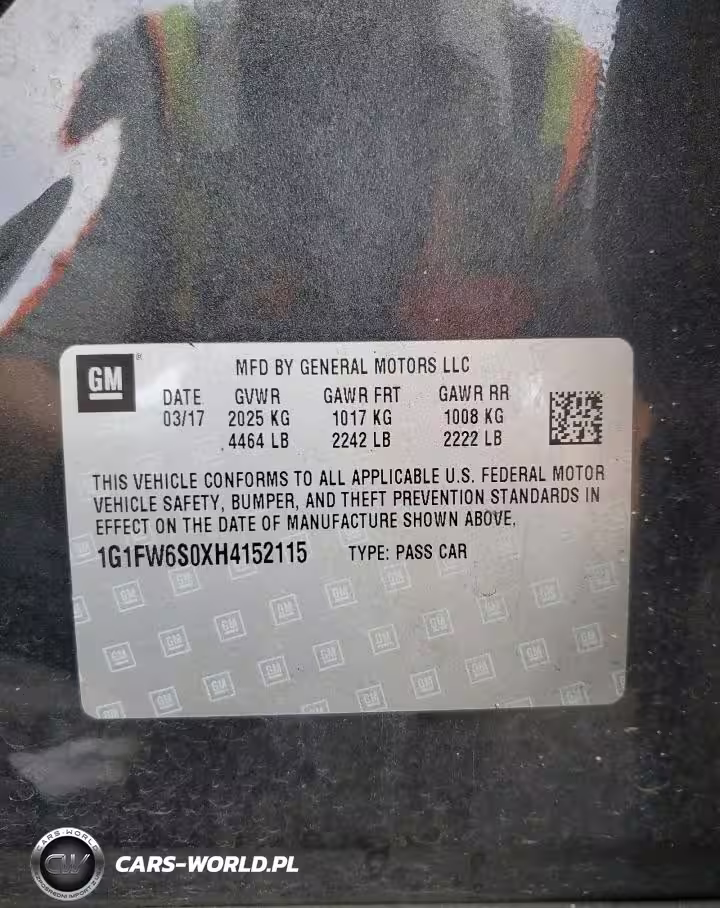 GM ®
MFD BY GENERAL MOTORS LLC
DATE GVWR GAWR FRT GAWR RR
03/17 2025 KG 1017 KG 1008 KG
4464 LB 2242 LB 2222 LB
THIS VEHICLE CONFORMS TO ALL APPLICABLE U.S. FEDERAL MOTOR
VEHICLE SAFETY, BUMPER, AND THEFT PREVENTION STANDARDS IN
EFFECT ON THE DATE OF MANUFACTURE SHOWN ABOVE.
1G1FW6S0XH4152115 TYPE: PASS CAR
CARS-WORLD
CW
CARS-WORLD.PL